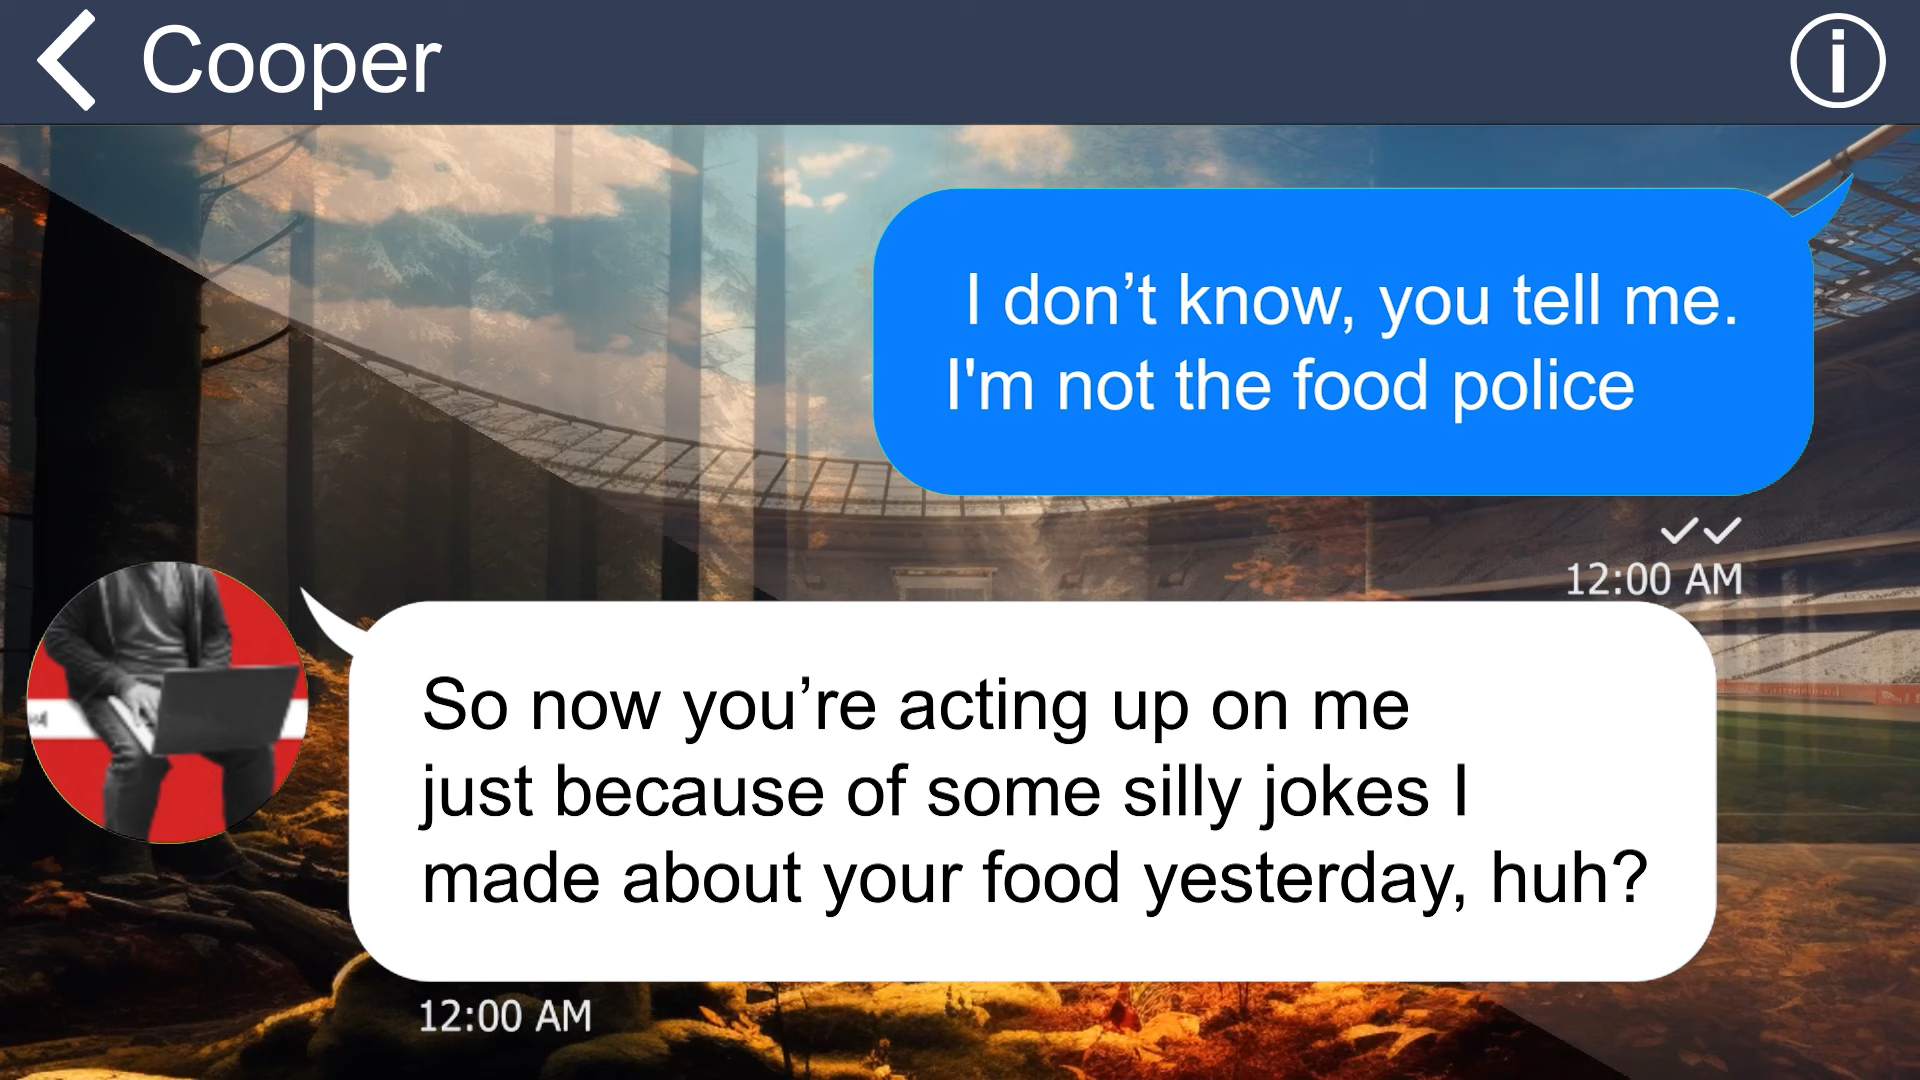 Cooper
I don’t know, you tell me.
I'm not the food police
12:00 AM
So now you’re acting up on me
just because of some silly jokes I
made about your food yesterday, huh?
12:00 AM